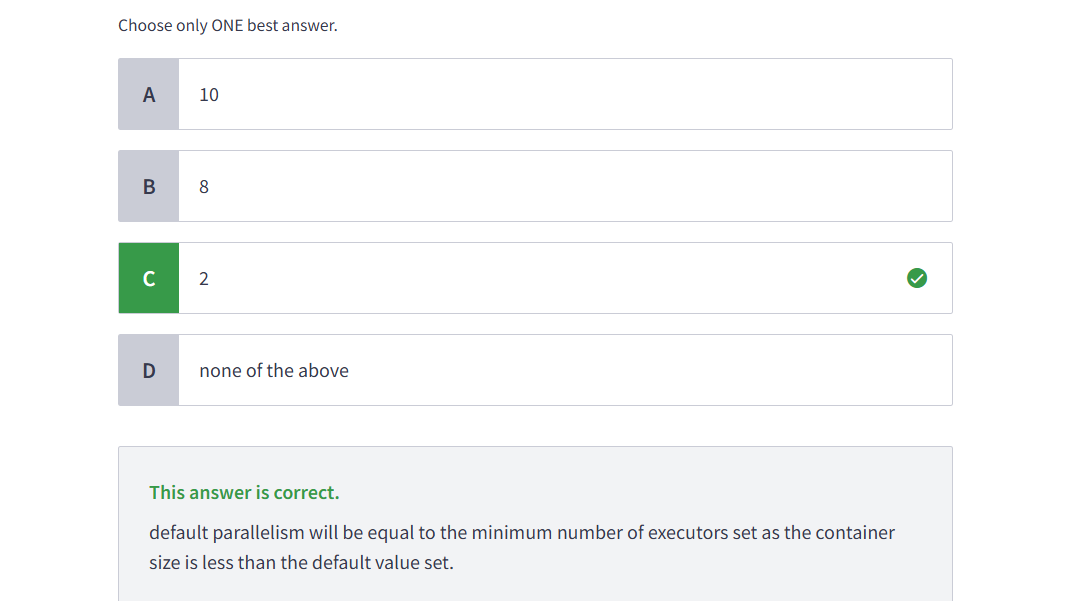 Choose only ONE best answer.
A 10
B 8
C 2
D none of the above
This answer is correct.
default parallelism will be equal to the minimum number of executors set as the container
size is less than the default value set.